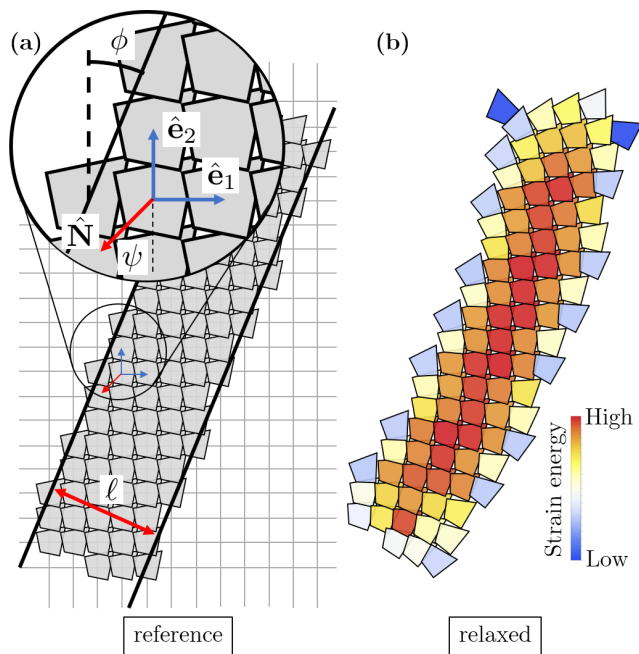 (a)
ϕ
(b)
ê₂
ê₁
N̂
ψ
ℓ
High
Strain energy
Low
reference
relaxed